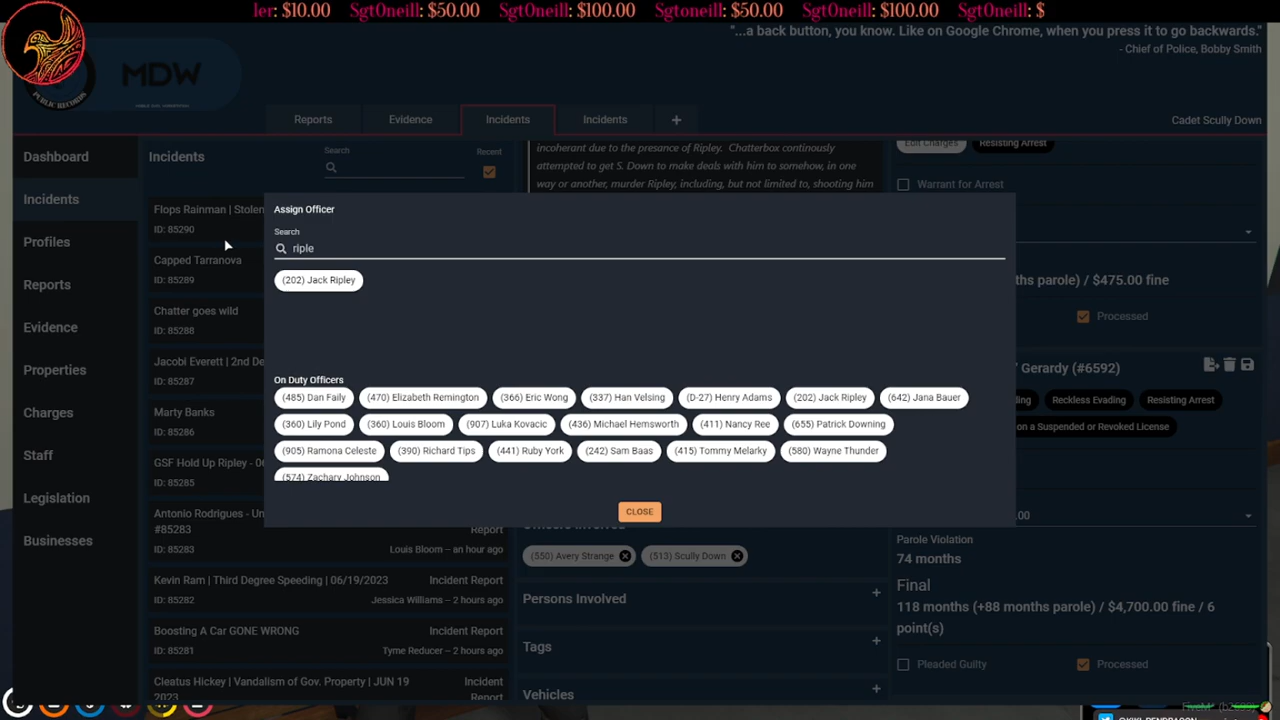 ler: $10.00 SgtOneill: $50.00 SgtOneill: $100.00 Sgtoneill: $50.00 SgtOneill: $100.00 SgtOneill: $
"...a back button, you know. Like on Google Chrome, when you press it to go backwards."
- Chief of Police, Bobby Smith
MDW
PUBLIC RECORDS
Reports
Evidence
Incidents
Incidents
+
Cadet Scully Down
Dashboard
Incidents
Profiles
Reports
Evidence
Properties
Charges
Staff
Legislation
Businesses
Incidents
Search
Recent
Flops Rainman | Stolen
ID: 85290
Capped Tarranova
ID: 85289
Chatter goes wild
ID: 85288
Jacobi Everett | 2nd De
ID: 85287
Marty Banks
ID: 85286
GSF Hold Up Ripley - 06
ID: 85285
Antonio Rodrigues - Un
#85283
Report
ID: 85283
Louis Bloom – an hour ago
Kevin Ram | Third Degree Speeding | 06/19/2023
Incident Report
ID: 85282
Jessica Williams – 2 hours ago
Boosting A Car GONE WRONG
Incident Report
ID: 85281
Tyme Reducer – 2 hours ago
Cleatus Hickey | Vandalism of Gov. Property | JUN 19
2023
Incident
Report
incoherant due to the presance of Ripley. Chatterbox continously
attempted to get S. Down to make deals with him to somehow, in one
way or another, murder Ripley, including, but not limited to, shooting him
Assign Officer
Search
riple
(202) Jack Ripley
On Duty Officers
(485) Dan Faily
(470) Elizabeth Remington
(366) Eric Wong
(337) Han Velsing
(D-27) Henry Adams
(202) Jack Ripley
(642) Jana Bauer
(360) Lily Pond
(360) Louis Bloom
(907) Luka Kovacic
(436) Michael Hemsworth
(411) Nancy Ree
(655) Patrick Downing
(905) Ramona Celeste
(390) Richard Tips
(441) Ruby York
(242) Sam Baas
(415) Tommy Melarky
(580) Wayne Thunder
(574) Zachary Johnson
CLOSE
Officers Involved
(550) Avery Strange
(513) Scully Down
Persons Involved
+
Tags
+
Vehicles
+
Edit Charges
Resisting Arrest
Warrant for Arrest
hs parole) / $475.00 fine
Processed
Gerardy (#6592)
ding
Reckless Evading
Resisting Arrest
on a Suspended or Revoked License
.00
Parole Violation
74 months
Final
118 months (+88 months parole) / $4,700.00 fine / 6
point(s)
Pleaded Guilty
Processed